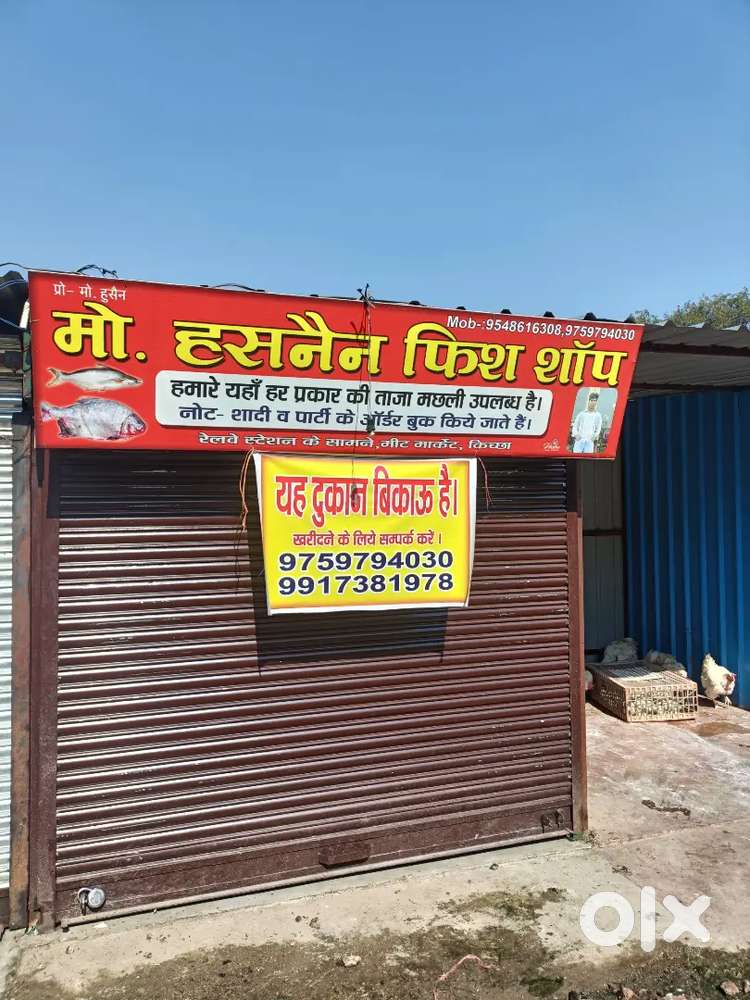 प्रो- मो. हुसैन
Mob-:9548616308,9759794030
मो. हसनैन फिश शॉप
हमारे यहाँ हर प्रकार की ताजा मछली उपलब्ध है।
नोट- शादी व पार्टी के ऑर्डर बुक किये जाते हैं।
रेलवे स्टेशन के सामने,मीट मार्केट, किच्छा
यह दुकान बिकाऊ है।
खरीदने के लिये सम्पर्क करें ।
9759794030
9917381978
olx